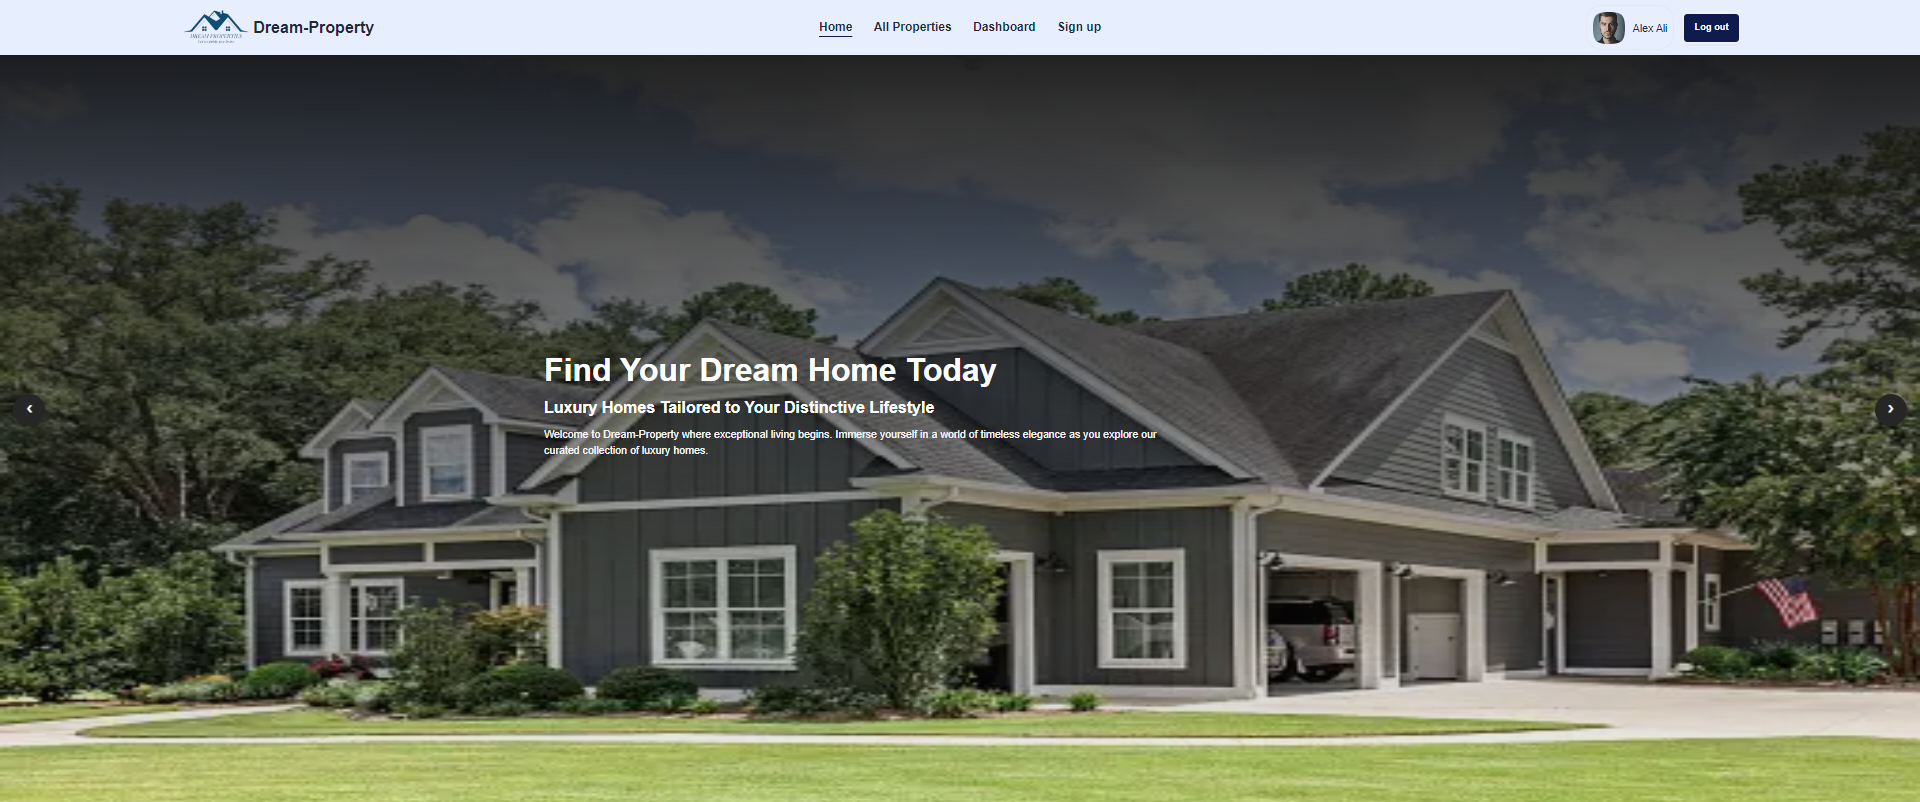 DREAM PROPERTIES
Dream-Property
Home
All Properties
Dashboard
Sign up
Alex Ali
Log out
Find Your Dream Home Today
Luxury Homes Tailored to Your Distinctive Lifestyle
Welcome to Dream-Property where exceptional living begins. Immerse yourself in a world of timeless elegance as you explore our
curated collection of luxury homes.